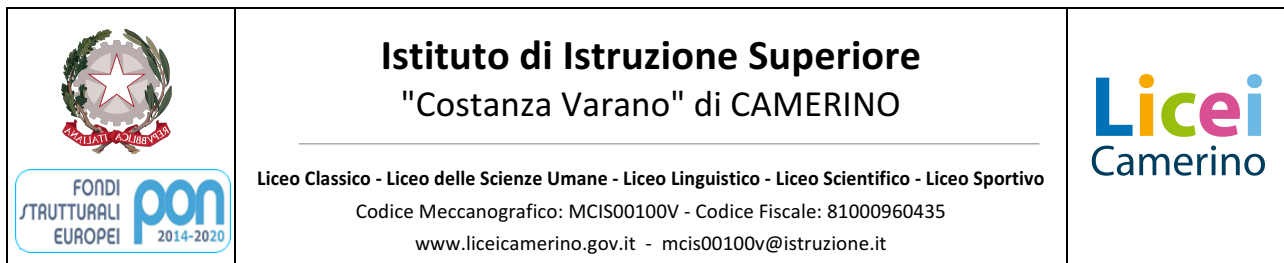 REPVBBLICA ITALIANA
FONDI
STRUTTURALI
EUROPEI
pon
2014-2020
Istituto di Istruzione Superiore
"Costanza Varano" di CAMERINO
Liceo Classico - Liceo delle Scienze Umane - Liceo Linguistico - Liceo Scientifico - Liceo Sportivo
Codice Meccanografico: MCIS00100V - Codice Fiscale: 81000960435
www.liceicamerino.gov.it - mcis00100v@istruzione.it
Licei
Camerino